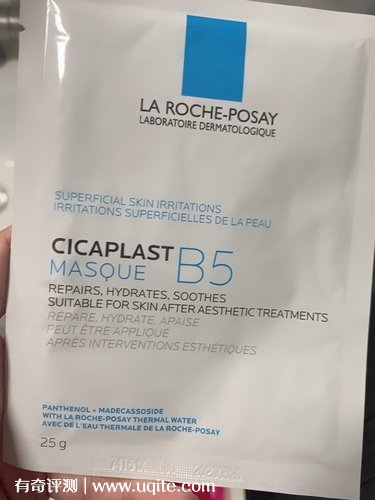 LA ROCHE-POSAY
LABORATOIRE DERMATOLOGIQUE
SUPERFICIAL SKIN IRRITATIONS
IRRITATIONS SUPERFICIELLES DE LA PEAU
CICAPLAST
MASQUE B5
REPAIRS, HYDRATES, SOOTHES
SUITABLE FOR SKIN AFTER AESTHETIC TREATMENTS
RÉPARE, HYDRATE, APAISE
PEUT ÊTRE APPLIQUÉ
APRÈS INTERVENTIONS ESTHÉTIQUES
PANTHENOL + MADECASSOSIDE
WITH LA ROCHE-POSAY THERMAL WATER
AVEC DE L'EAU THERMALE DE LA ROCHE-POSAY
25 g
有奇评测 | www.uqite.com